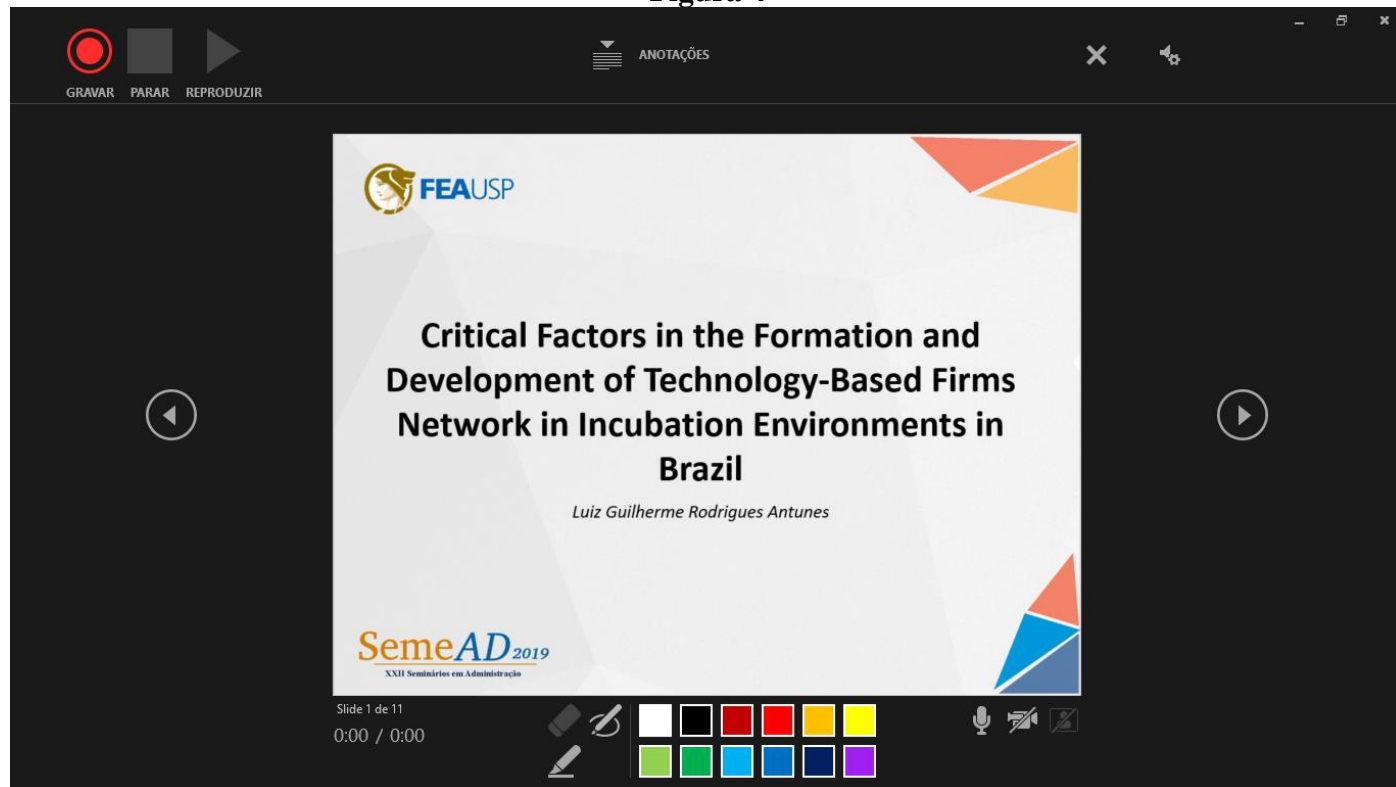 ANOTAÇÕES
GRAVAR PARAR REPRODUZIR
FEAUSP
Critical Factors in the Formation and
Development of Technology-Based Firms
Network in Incubation Environments in
Brazil
Luiz Guilherme Rodrigues Antunes
SemeAD 2019
XXII Seminários em Administração
Slide 1 de 11
0:00 / 0:00